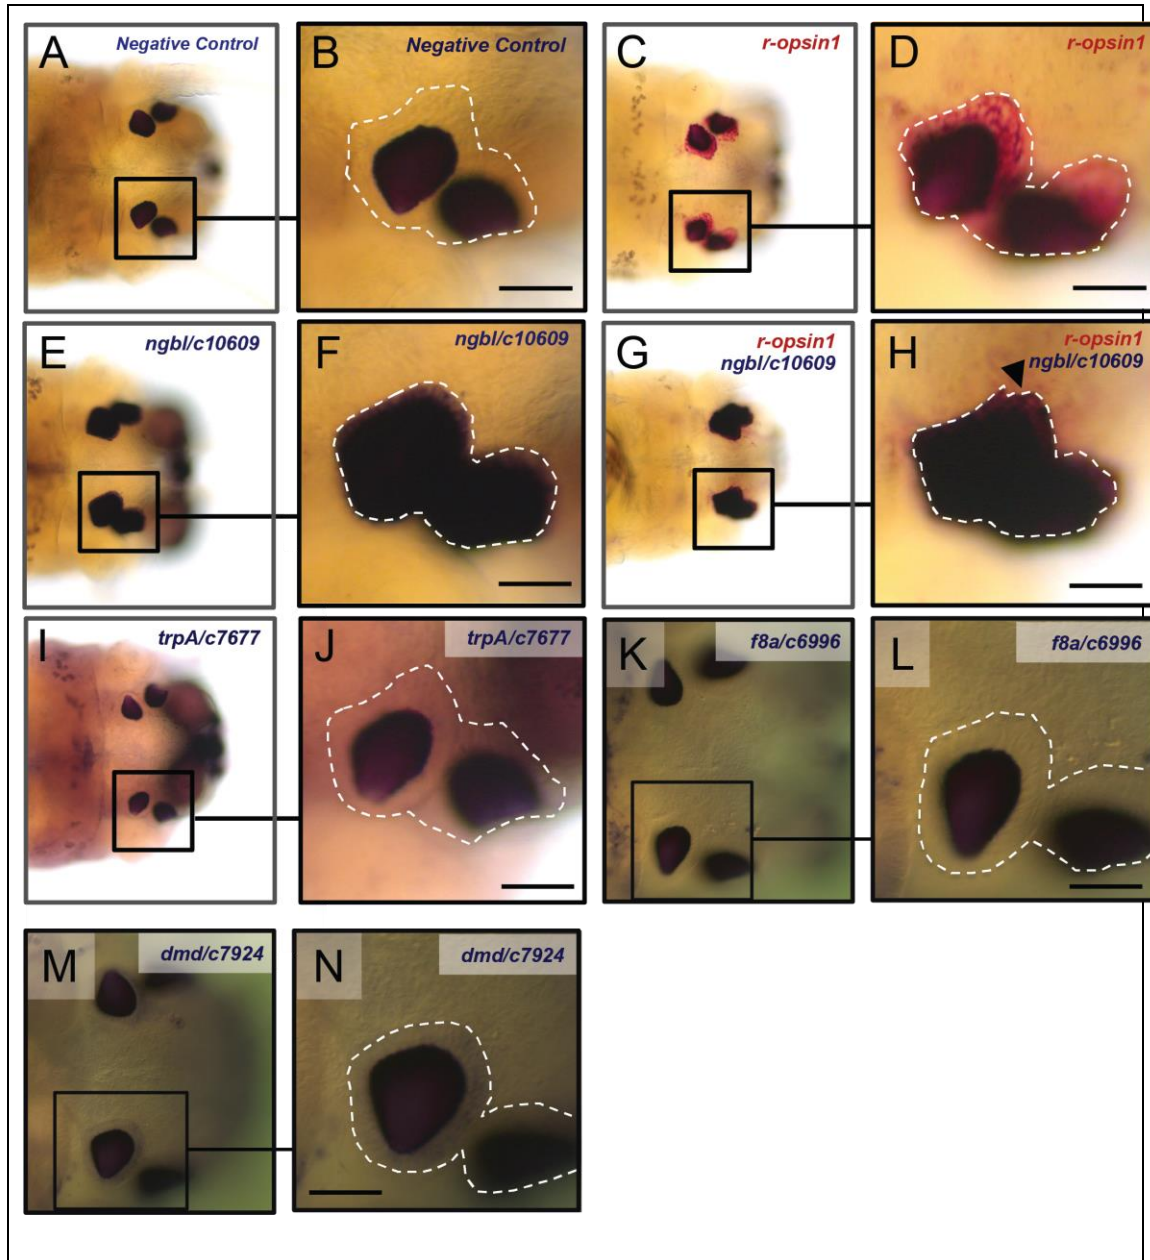 A
Negative Control
B
Negative Control
C
r-opsin1
D
r-opsin1
E
ngbl/c10609
F
ngbl/c10609
G
r-opsin1
ngbl/c10609
H
r-opsin1
ngbl/c10609
I
trpA/c7677
J
trpA/c7677
K
f8a/c6996
L
f8a/c6996
M
dmd/c7924
N
dmd/c7924